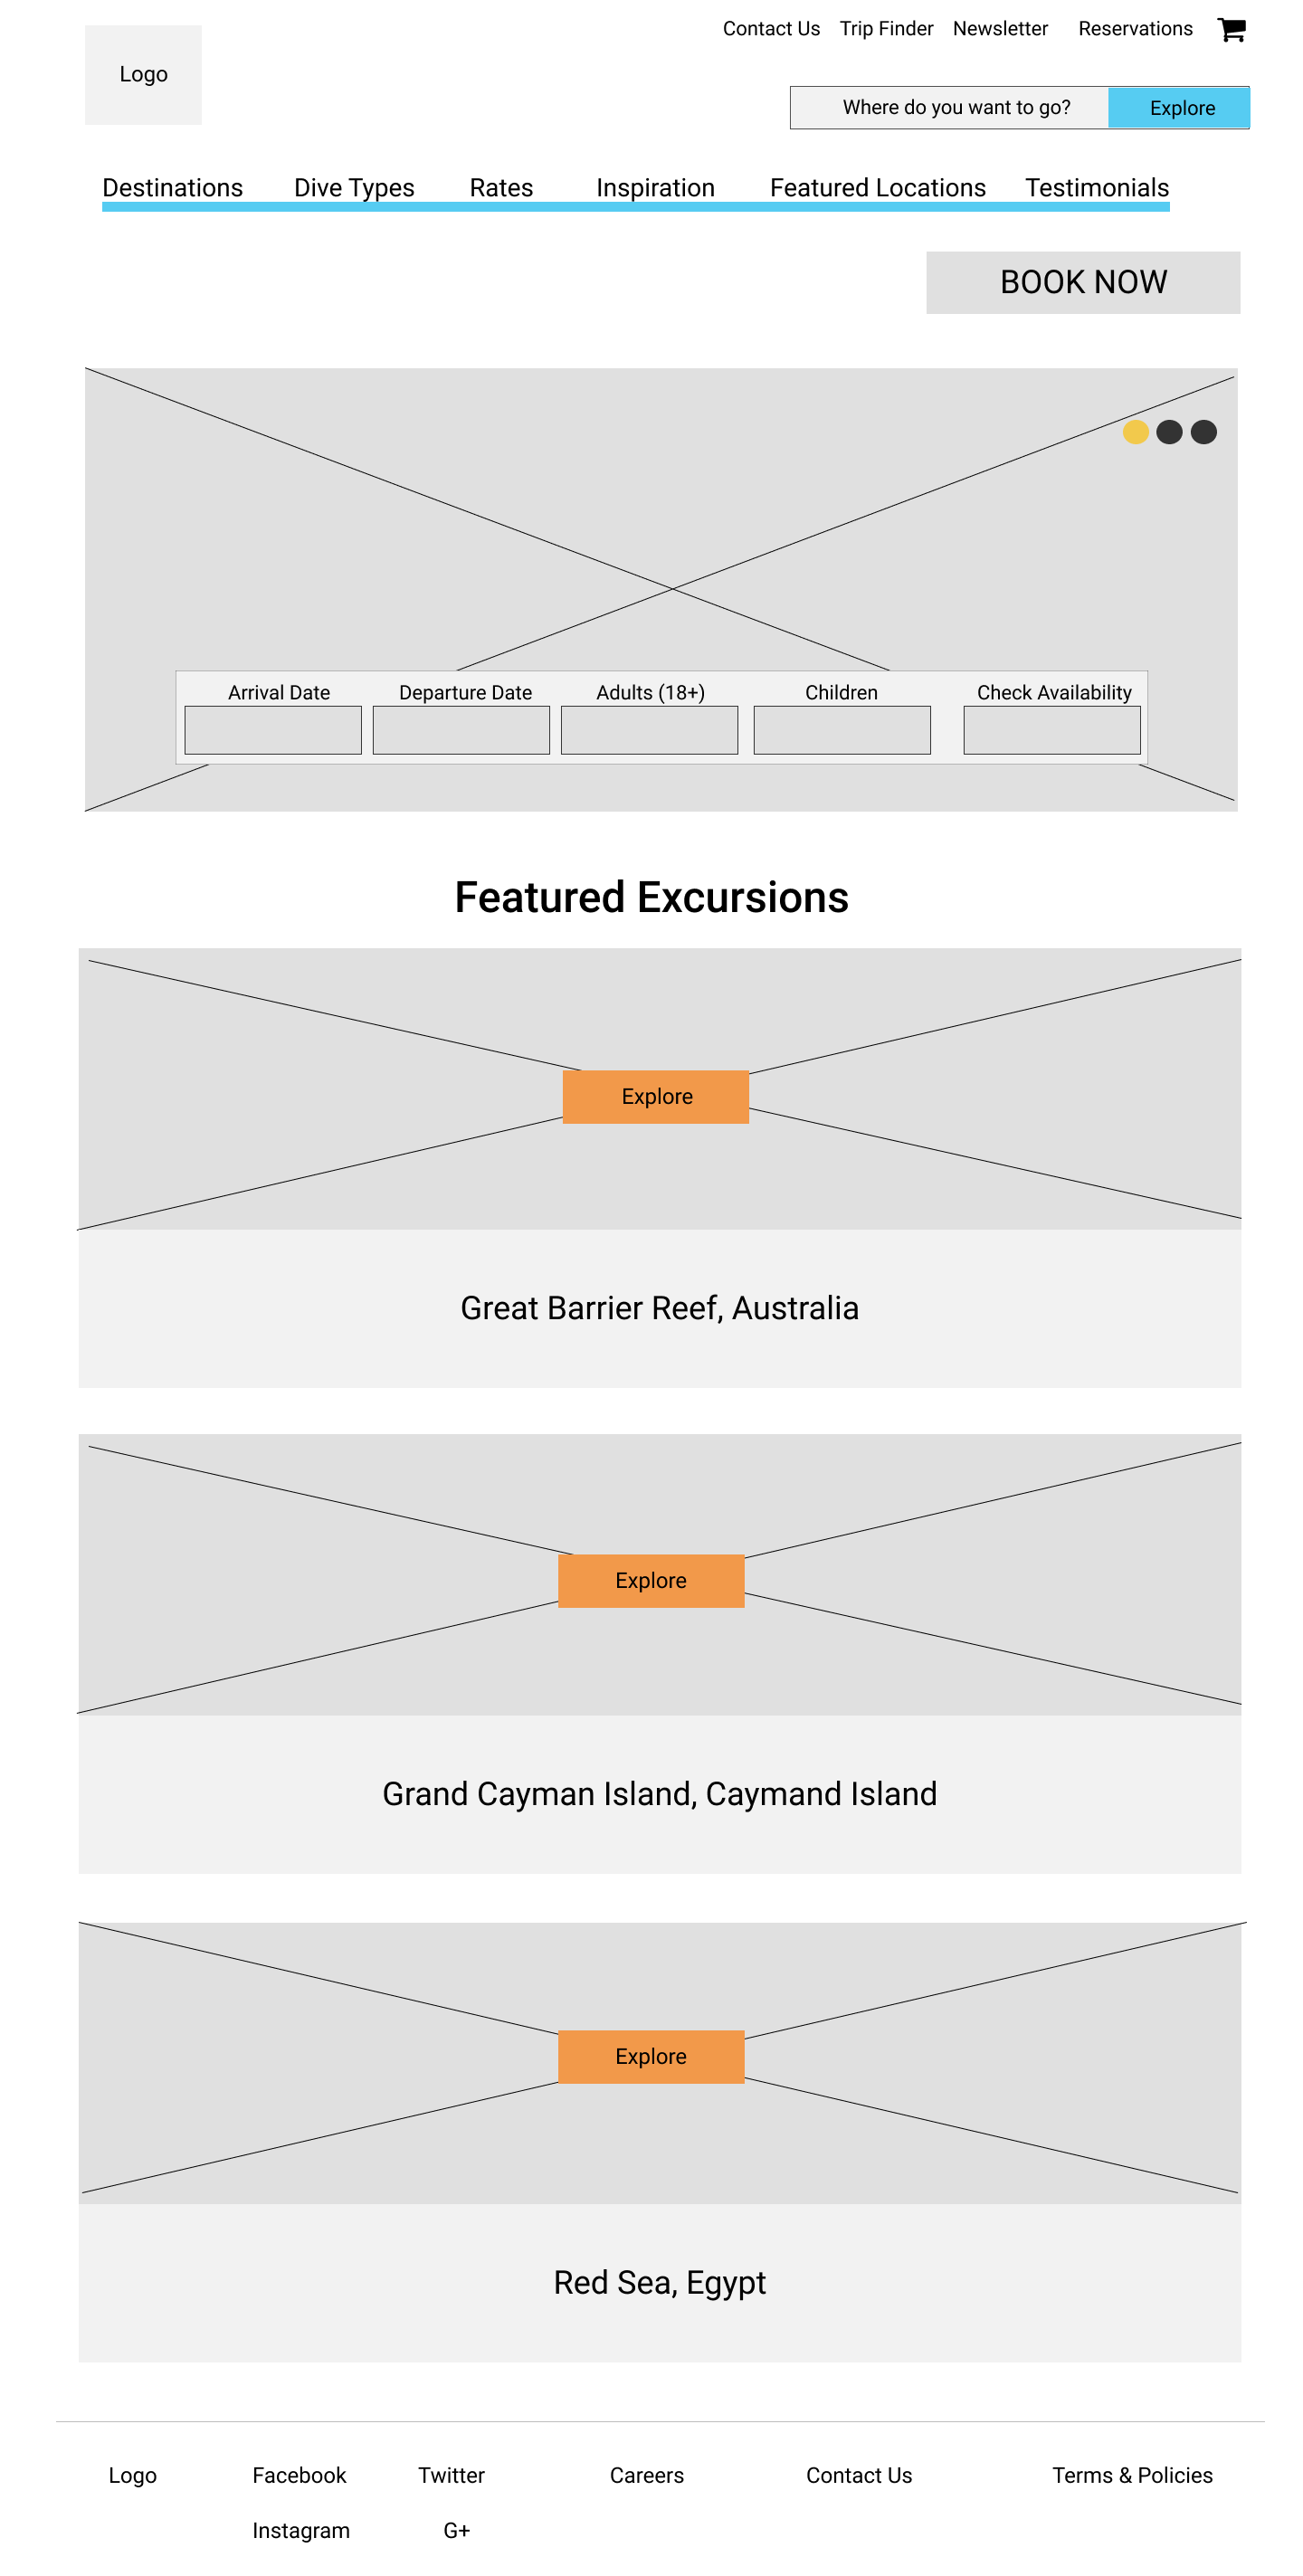 Logo
Contact Us Trip Finder Newsletter Reservations
Where do you want to go? Explore
Destinations Dive Types Rates Inspiration Featured Locations Testimonials
BOOK NOW
Arrival Date Departure Date Adults (18+) Children Check Availability
Featured Excursions
Explore
Great Barrier Reef, Australia
Explore
Grand Cayman Island, Caymand Island
Explore
Red Sea, Egypt
Logo Facebook Twitter Careers Contact Us Terms & Policies
Instagram G+